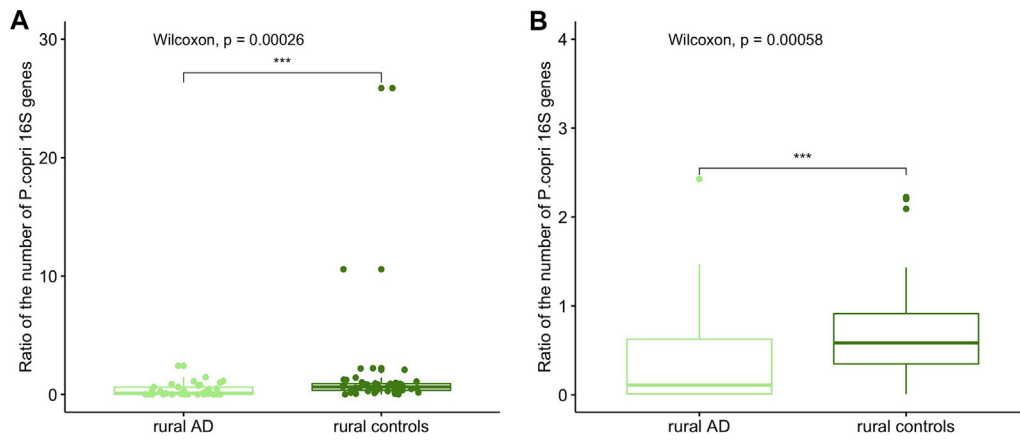 A
Wilcoxon, p = 0.00026
***
Ratio of the number of P.copri 16S genes
30
20
10
0
rural AD
rural controls
B
Wilcoxon, p = 0.00058
***
Ratio of the number of P.copri 16S genes
4
3
2
1
0
rural AD
rural controls